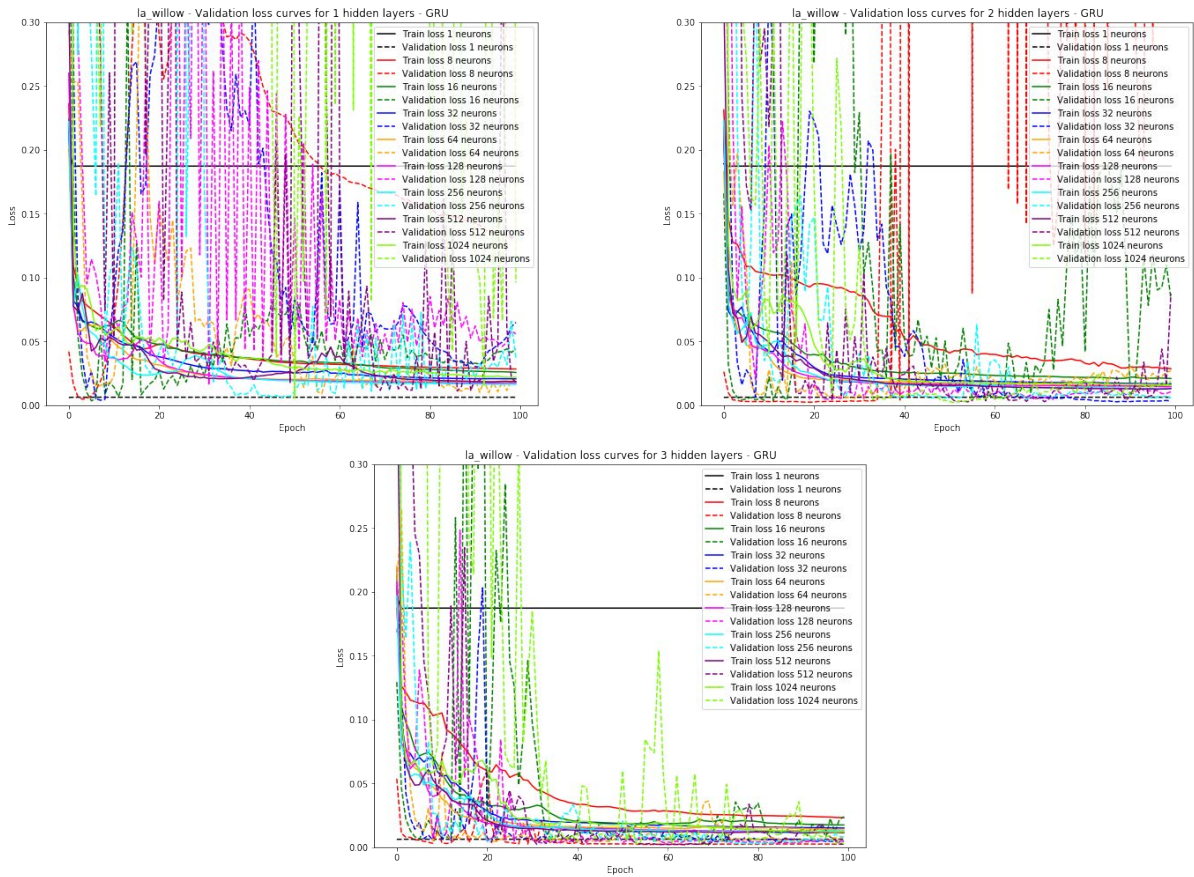 la_willow - Validation loss curves for 1 hidden layers - GRU
0.30
0.25
0.20
0.15
0.10
0.05
0.00
Loss
0
20
40
60
80
100
Epoch
Train loss 1 neurons
Validation loss 1 neurons
Train loss 8 neurons
Validation loss 8 neurons
Train loss 16 neurons
Validation loss 16 neurons
Train loss 32 neurons
Validation loss 32 neurons
Train loss 64 neurons
Validation loss 64 neurons
Train loss 128 neurons
Validation loss 128 neurons
Train loss 256 neurons
Validation loss 256 neurons
Train loss 512 neurons
Validation loss 512 neurons
Train loss 1024 neurons
Validation loss 1024 neurons
la_willow - Validation loss curves for 2 hidden layers - GRU
0.30
0.25
0.20
0.15
0.10
0.05
0.00
Loss
0
20
40
60
80
100
Epoch
Train loss 1 neurons
Validation loss 1 neurons
Train loss 8 neurons
Validation loss 8 neurons
Train loss 16 neurons
Validation loss 16 neurons
Train loss 32 neurons
Validation loss 32 neurons
Train loss 64 neurons
Validation loss 64 neurons
Train loss 128 neurons
Validation loss 128 neurons
Train loss 256 neurons
Validation loss 256 neurons
Train loss 512 neurons
Validation loss 512 neurons
Train loss 1024 neurons
Validation loss 1024 neurons
la_willow - Validation loss curves for 3 hidden layers - GRU
0.30
0.25
0.20
0.15
0.10
0.05
0.00
Loss
0
20
40
60
80
100
Epoch
Train loss 1 neurons
Validation loss 1 neurons
Train loss 8 neurons
Validation loss 8 neurons
Train loss 16 neurons
Validation loss 16 neurons
Train loss 32 neurons
Validation loss 32 neurons
Train loss 64 neurons
Validation loss 64 neurons
Train loss 128 neurons
Validation loss 128 neurons
Train loss 256 neurons
Validation loss 256 neurons
Train loss 512 neurons
Validation loss 512 neurons
Train loss 1024 neurons
Validation loss 1024 neurons